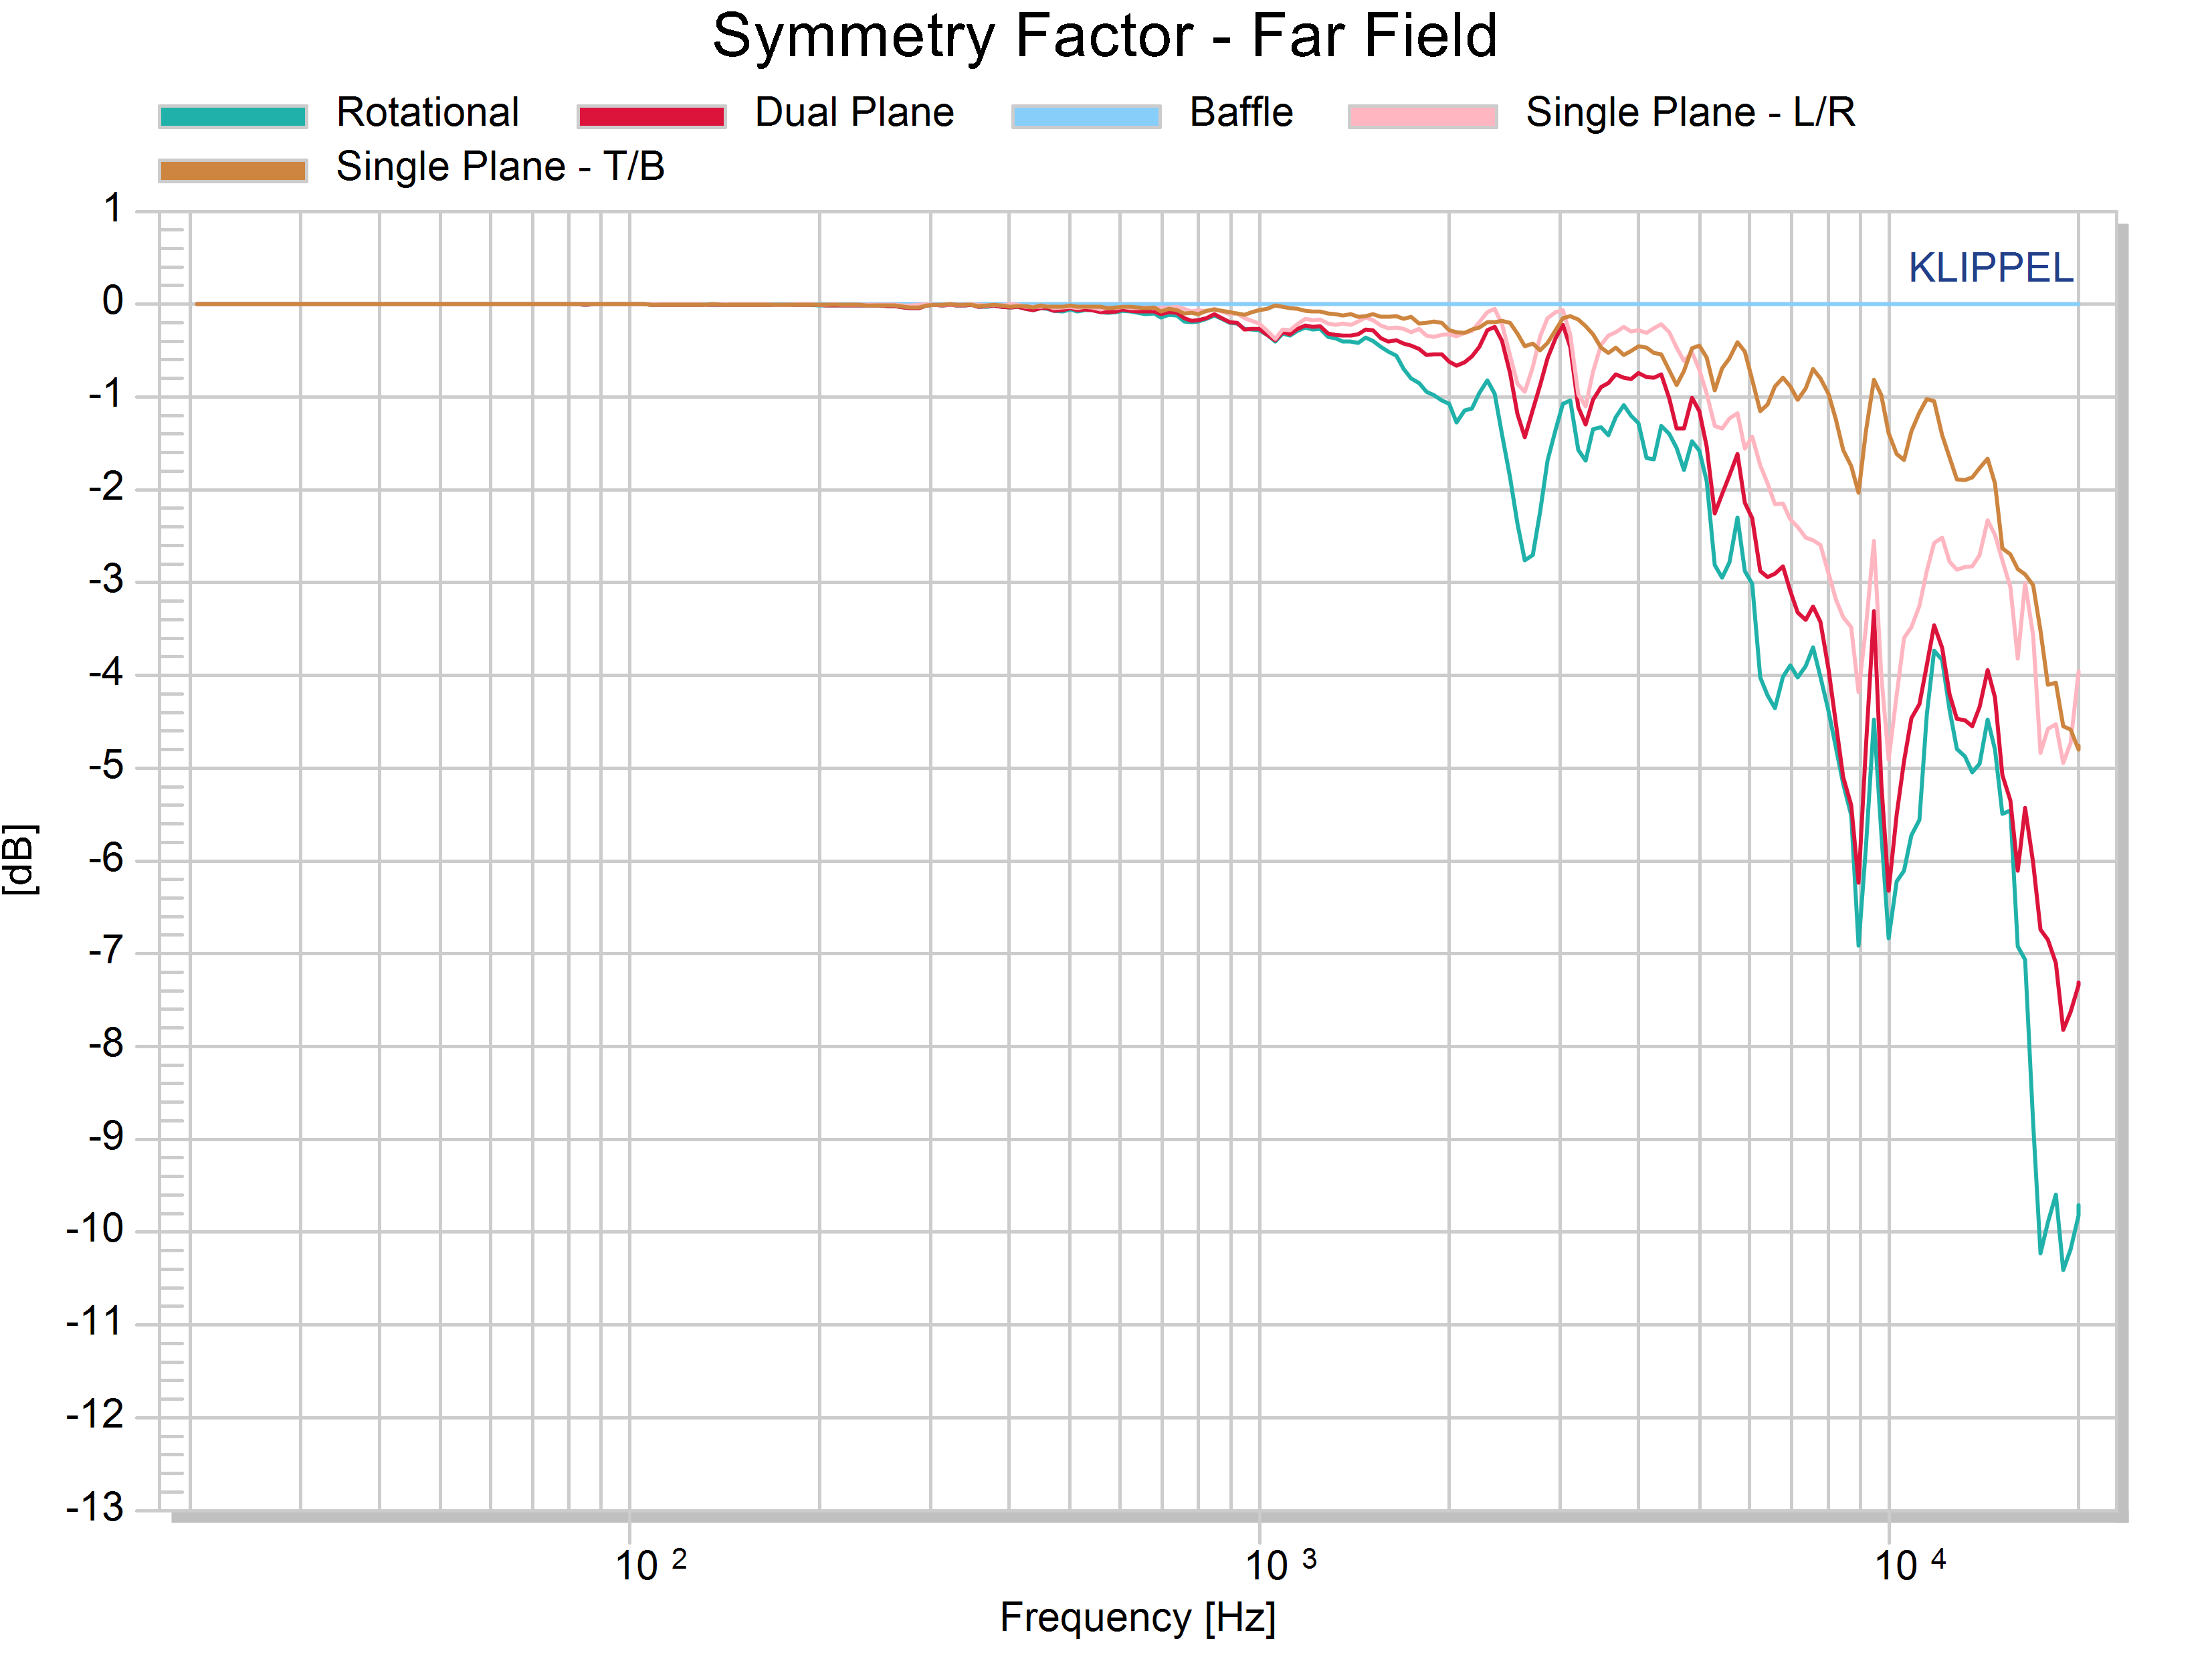 Symmetry Factor - Far Field
Rotational Dual Plane Baffle Single Plane - L/R
Single Plane - T/B
KLIPPEL
1
0
-1
-2
-3
-4
-5
-6
-7
-8
-9
-10
-11
-12
-13
[dB]
10 2 10 3 10 4
Frequency [Hz]